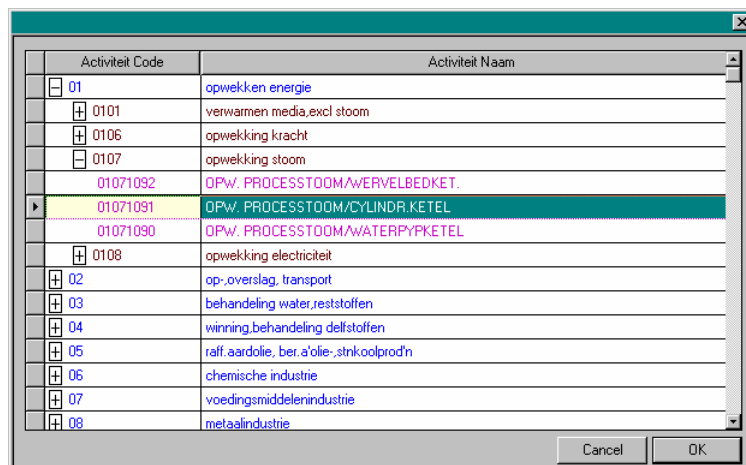 Activiteit Code Activiteit Naam
01 opwekken energie
0101 verwarmen media,excl stoom
0106 opwekking kracht
0107 opwekking stoom
01071092 OPW. PROCESSTOOM/WERVELBEDKET.
01071091 OPW. PROCESSTOOM/CYLINDR.KETEL
01071090 OPW. PROCESSTOOM/WATERPYPKETEL
0108 opwekking electriciteit
02 op-,overslag, transport
03 behandeling water,reststoffen
04 winning,behandeling delfstoffen
05 raff.aardolie, ber.a'olie-,stnkoolprod'n
06 chemische industrie
07 voedingsmiddelenindustrie
08 metaalindustrie
Cancel OK